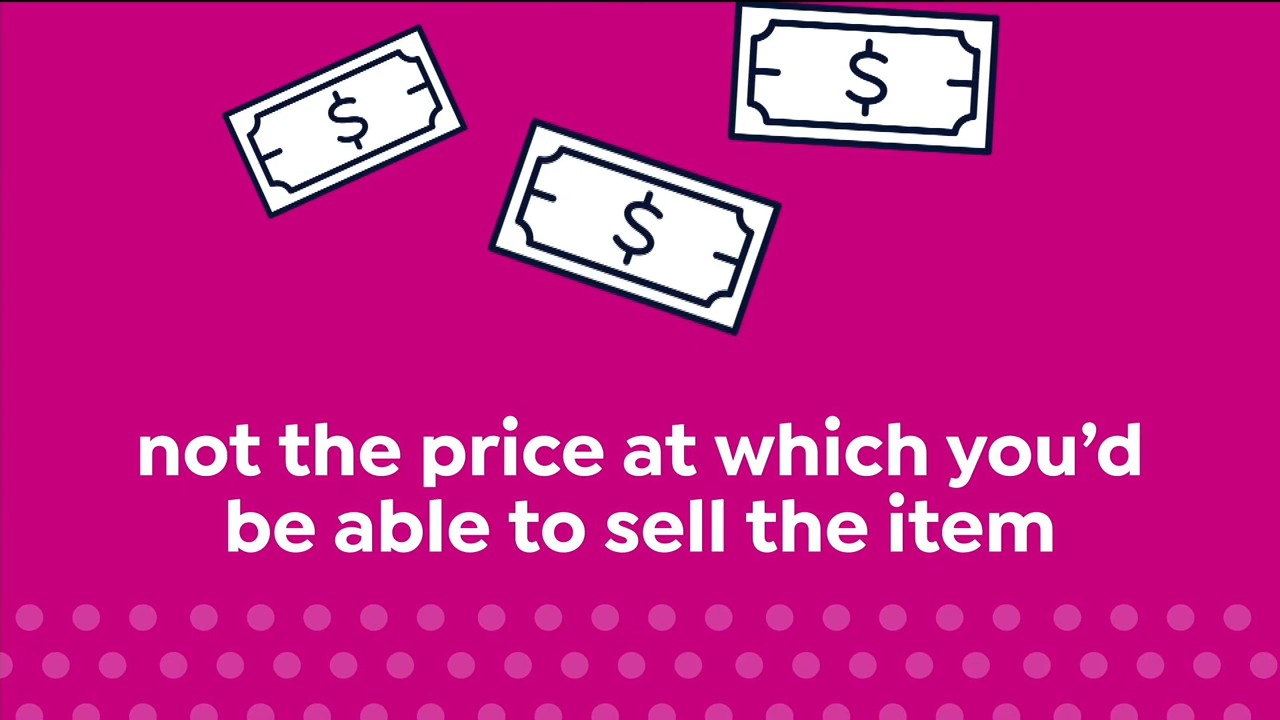 $
$
$
not the price at which you’d
be able to sell the item